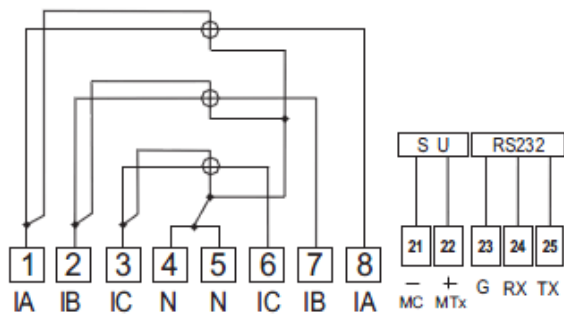 S U RS232
1 2 3 4 5 6 7 8 21 22 23 24 25
IA IB IC N N IC IB IA − + G RX TX
MC MTx